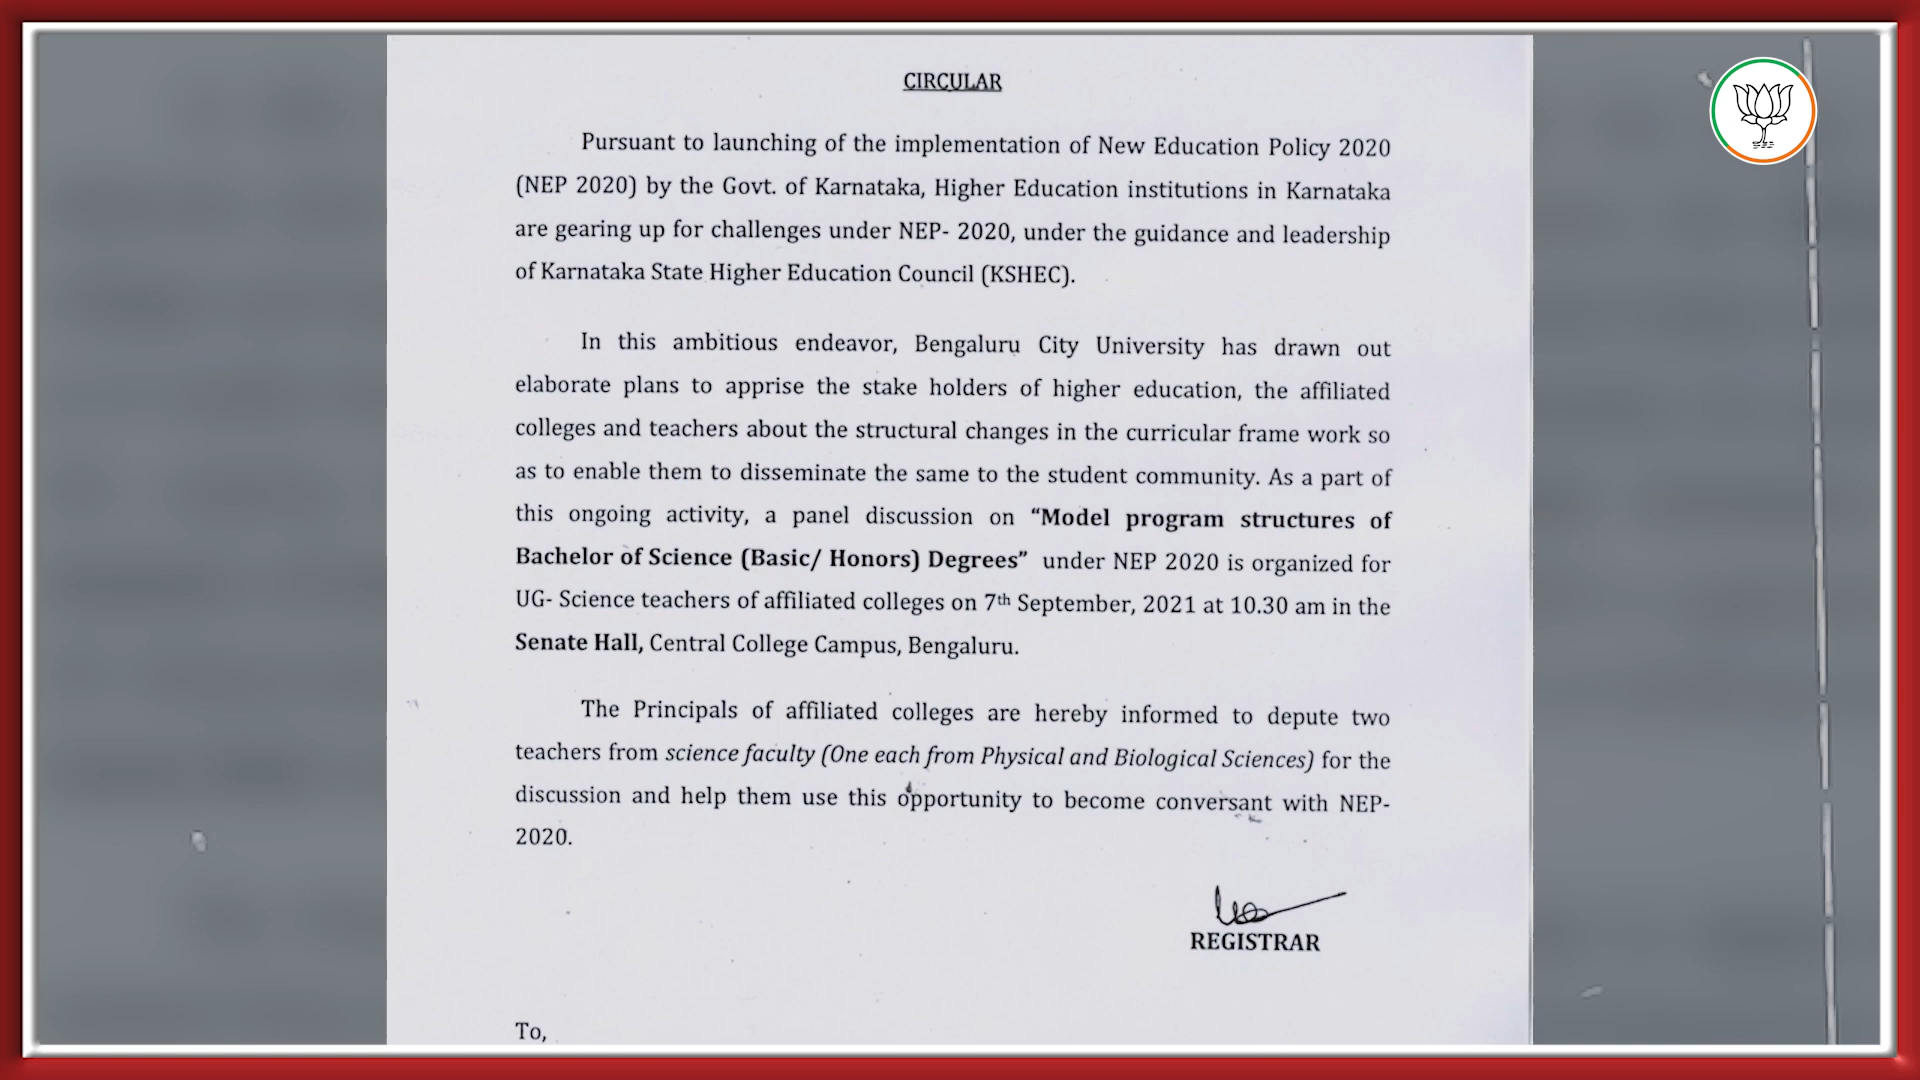 CIRCULAR
Pursuant to launching of the implementation of New Education Policy 2020
(NEP 2020) by the Govt. of Karnataka, Higher Education institutions in Karnataka
are gearing up for challenges under NEP- 2020, under the guidance and leadership
of Karnataka State Higher Education Council (KSHEC).
In this ambitious endeavor, Bengaluru City University has drawn out
elaborate plans to apprise the stake holders of higher education, the affiliated
colleges and teachers about the structural changes in the curricular frame work so
as to enable them to disseminate the same to the student community. As a part of
this ongoing activity, a panel discussion on “Model program structures of
Bachelor of Science (Basic/ Honors) Degrees” under NEP 2020 is organized for
UG- Science teachers of affiliated colleges on 7th September, 2021 at 10.30 am in the
Senate Hall, Central College Campus, Bengaluru.
The Principals of affiliated colleges are hereby informed to depute two
teachers from science faculty (One each from Physical and Biological Sciences) for the
discussion and help them use this opportunity to become conversant with NEP-
2020.
REGISTRAR
To,